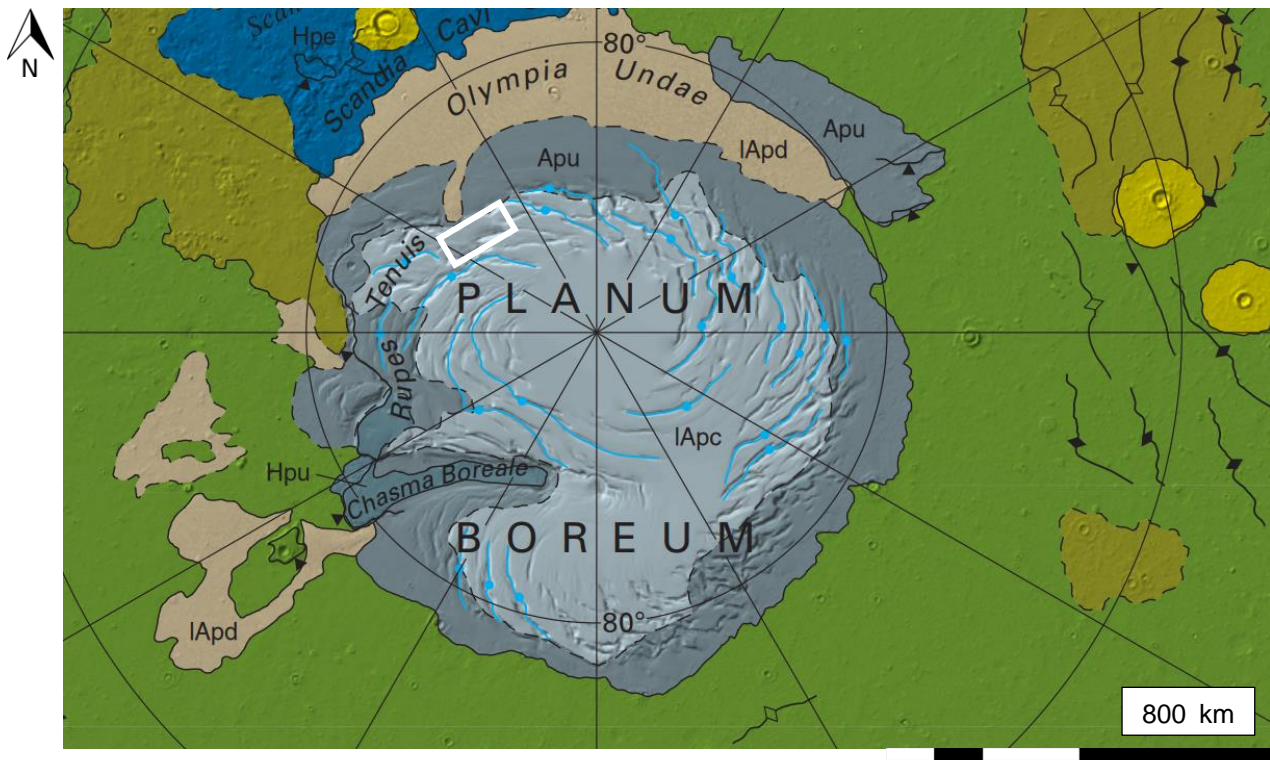 Scan
Hpe
Cavi
Scandia
80°
Olympia Undae
Apu
Apu
lApd
Tenuis
PLANUM
Rupes
lApc
Hpu
Chasma Boreale
BOREUM
80°
lApd
N
800 km